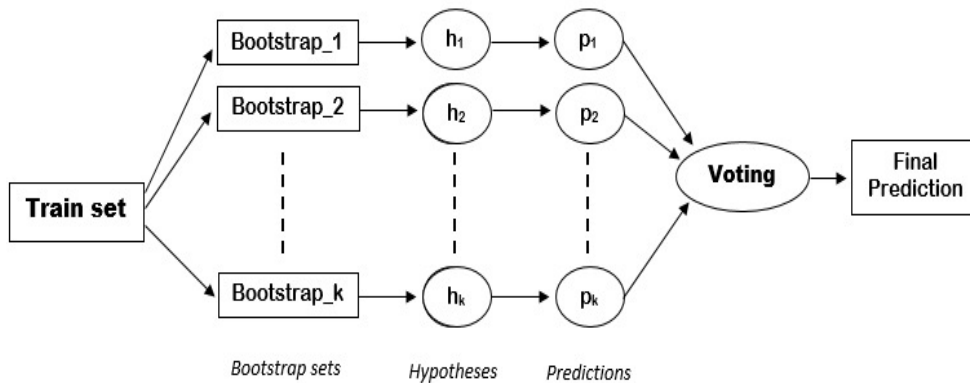 Bootstrap_1
h₁
p₁
Bootstrap_2
h₂
p₂
Train set
Voting
Final
Prediction
Bootstrap_k
hₖ
pₖ
Bootstrap sets
Hypotheses
Predictions